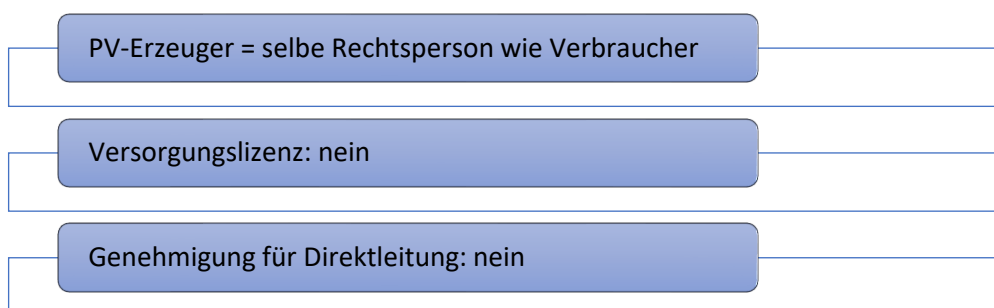 PV-Erzeuger = selbe Rechtsperson wie Verbraucher
Versorgungslizenz: nein
Genehmigung für Direktleitung: nein